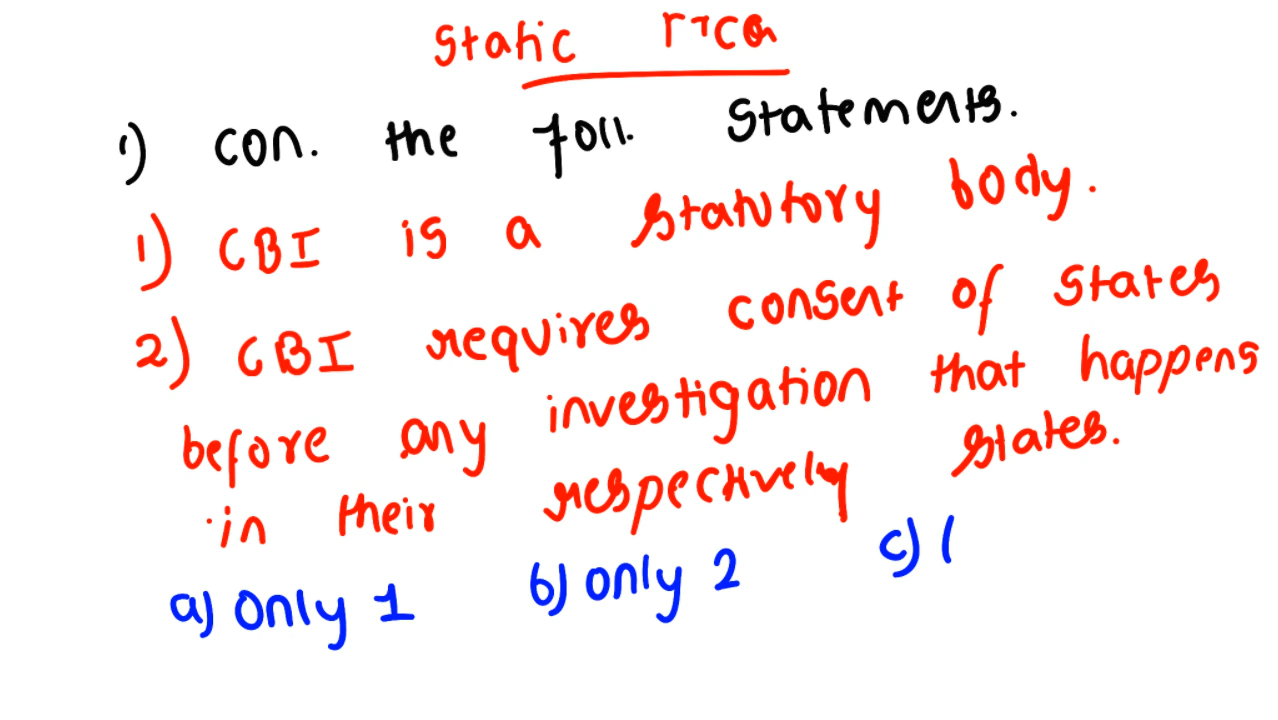 Static
1) con. the foll. statements.
1) CBI is a statutory body.
2) CBI requires consent of states
before any investigation that happens
in their respectively states.
a) only 1 b) only 2 c) (